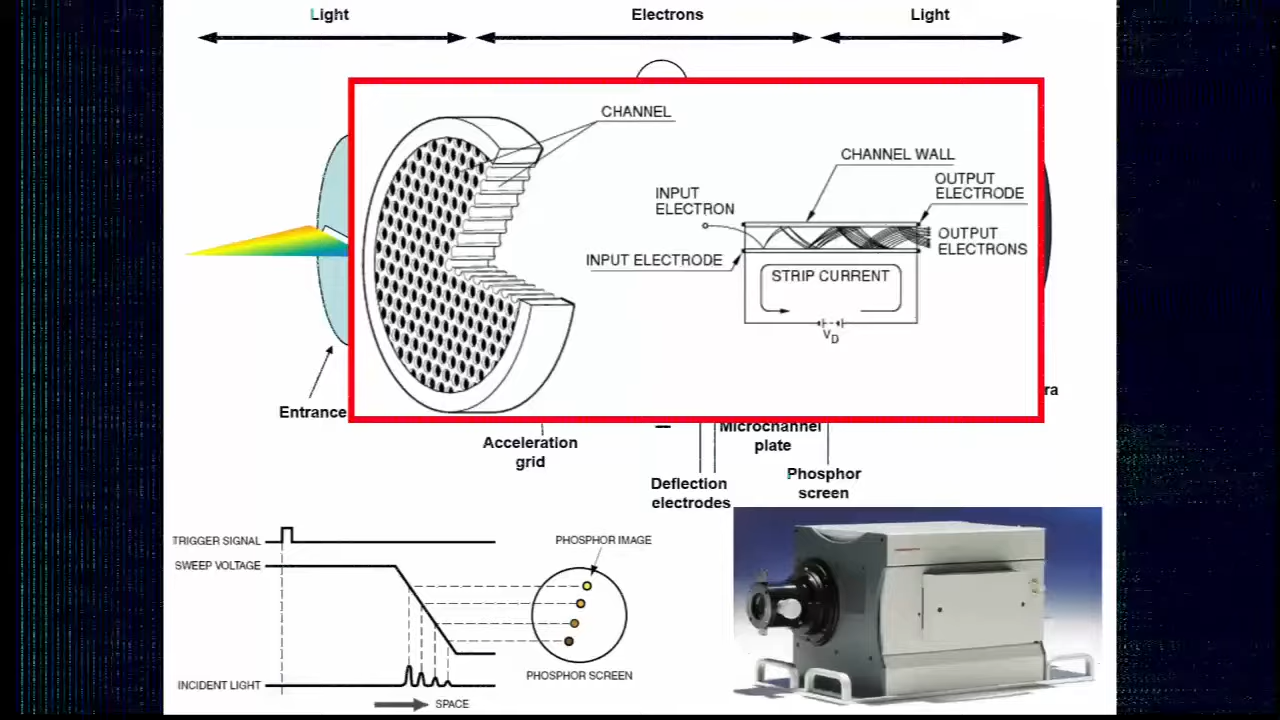 Light
Electrons
Light
CHANNEL
CHANNEL WALL
INPUT
ELECTRON
OUTPUT
ELECTRODE
OUTPUT
ELECTRONS
INPUT ELECTRODE
STRIP CURRENT
VD
Entrance
ra
Acceleration
grid
Microchannel
plate
Deflection
electrodes
Phosphor
screen
TRIGGER SIGNAL
SWEEP VOLTAGE
INCIDENT LIGHT
SPACE
PHOSPHOR IMAGE
PHOSPHOR SCREEN